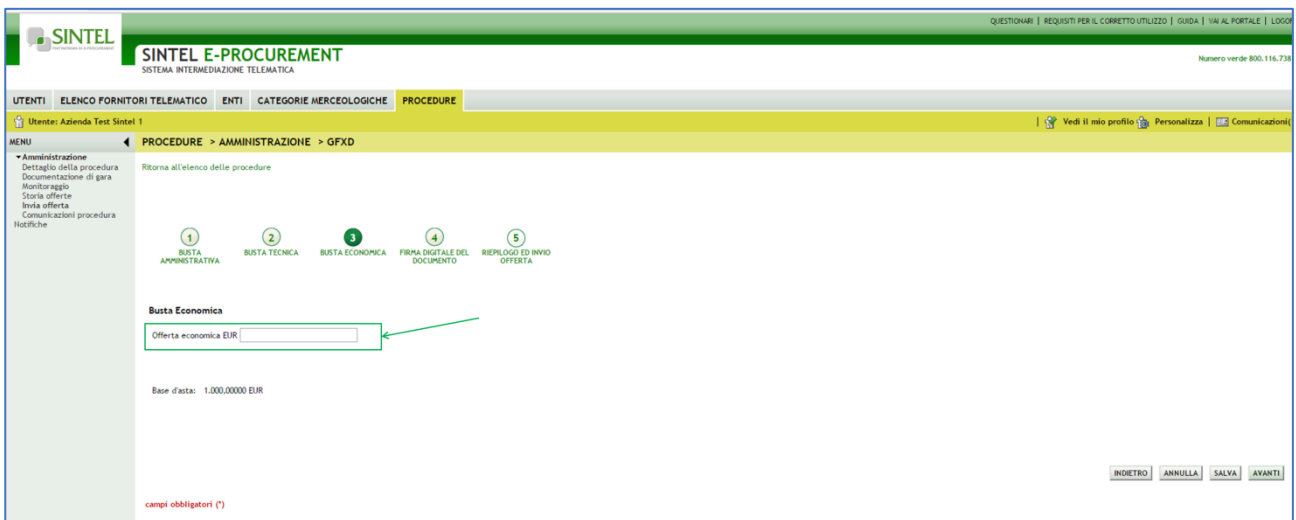 QUESTIONARI | REQUISITI PER IL CORRETTO UTILIZZO | GUIDA | VAI AL PORTALE |
SINTEL
SINTEL E-PROCUREMENT
SISTEMA INTERMEDIAZIONE TELEMATICA
Numero verde 800.116.738
UTENTI ELENCO FORNITORI TELEMATICO ENTI CATEGORIE MERCEOLOGICHE PROCEDURE
Utente: Azienda Test Sintel 1
| Vedi il mio profilo Personalizza | Comunicazioni(
MENU
PROCEDURE > AMMINISTRAZIONE > GFXD
Amministrazione
Dettaglio della procedura
Documentazione di gara
Monitoraggio
Storia offerte
Invia offerta
Comunicazioni procedura
Notifiche
Ritorna all'elenco delle procedure
1 BUSTA AMMINISTRATIVA
2 BUSTA TECNICA
3 BUSTA ECONOMICA
4 FIRMA DIGITALE DEL DOCUMENTO
5 RIEPILOGO ED INVIO OFFERTA
Busta Economica
Offerta economica EUR
Base d'asta: 1.000,00000 EUR
INDIETRO ANNULLA SALVA AVANTI
campi obbligatori (*)